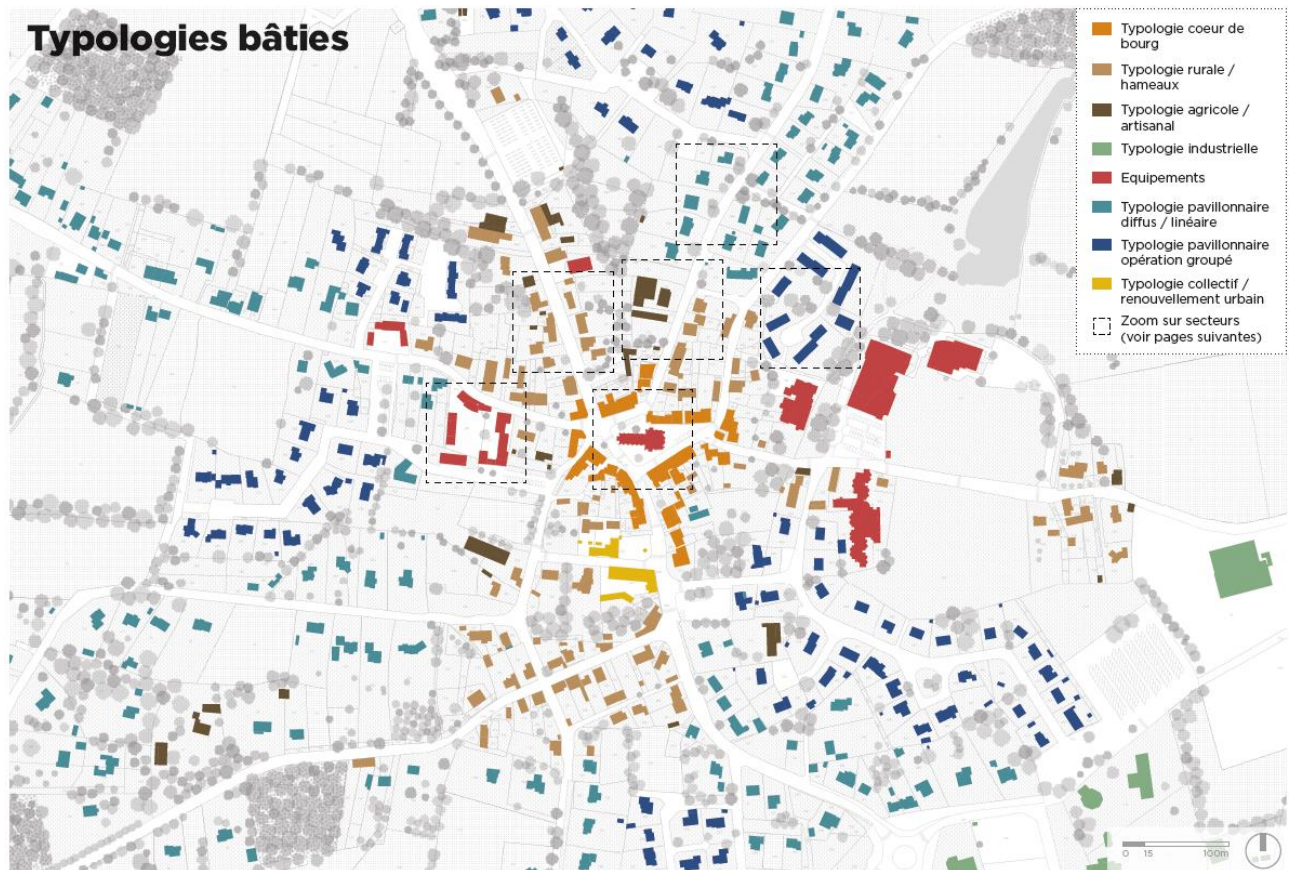 Typologies bâties
Typologie coeur de
bourg
Typologie rurale /
hameaux
Typologie agricole /
artisanal
Typologie industrielle
Equipements
Typologie pavillonnaire
diffus / linéaire
Typologie pavillonnaire
opération groupé
Typologie collectif /
renouvellement urbain
Zoom sur secteurs
(voir pages suivantes)
0 15 100m